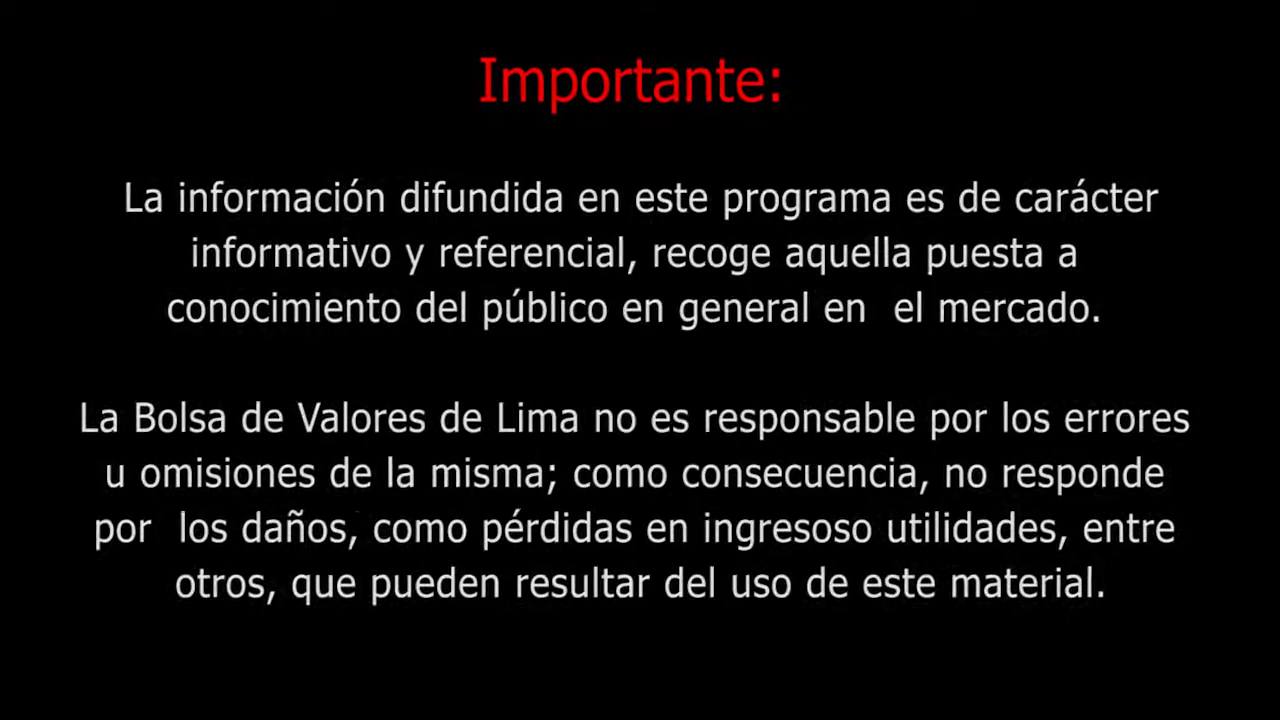 Importante:
La información difundida en este programa es de carácter
informativo y referencial, recoge aquella puesta a
conocimiento del público en general en  el mercado.
La Bolsa de Valores de Lima no es responsable por los errores
u omisiones de la misma; como consecuencia, no responde
por  los daños, como pérdidas en ingresoso utilidades, entre
otros, que pueden resultar del uso de este material.